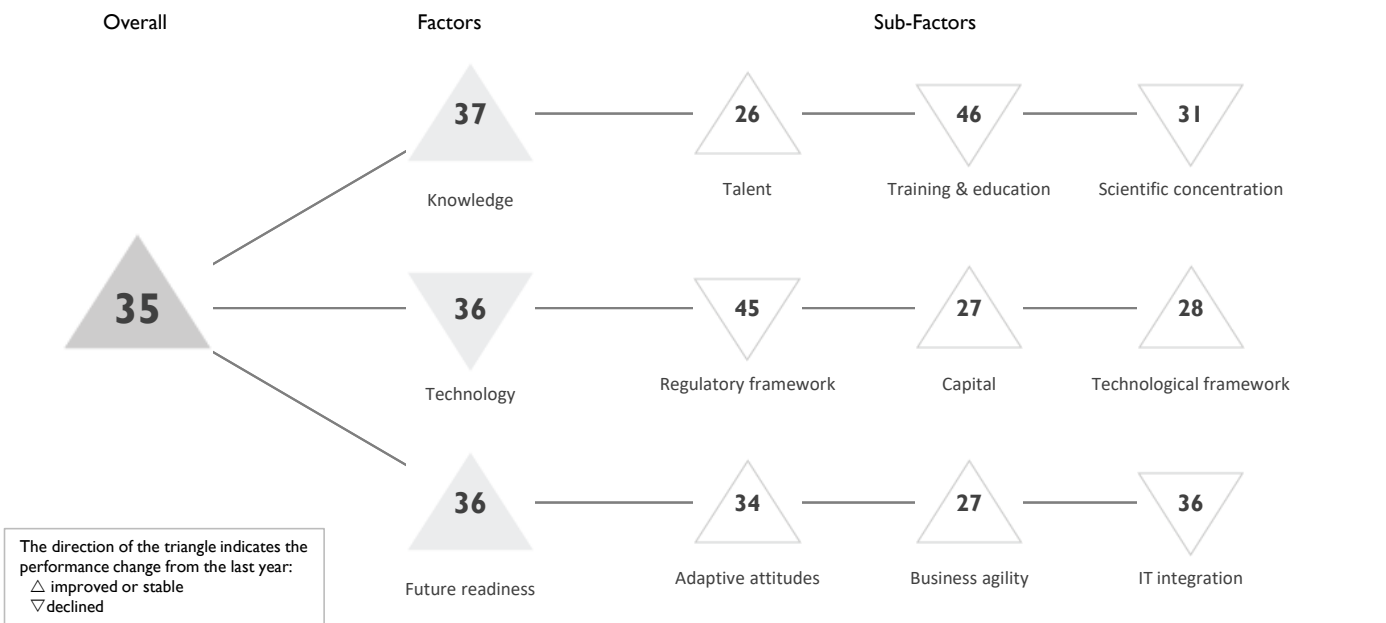 Overall
Factors
Sub-Factors
37
26
46
31
Knowledge
Talent
Training & education
Scientific concentration
35
36
45
27
28
Technology
Regulatory framework
Capital
Technological framework
36
34
27
36
Future readiness
Adaptive attitudes
Business agility
IT integration
The direction of the triangle indicates the
performance change from the last year:
△ improved or stable
▽ declined